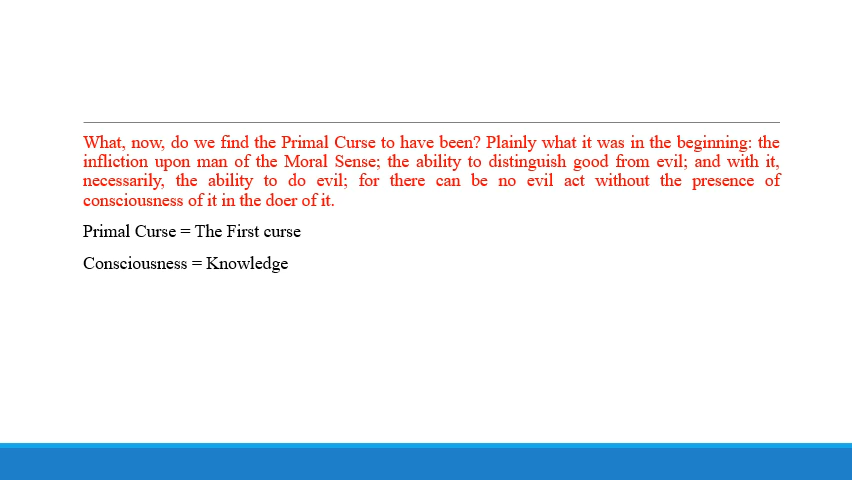 What, now, do we find the Primal Curse to have been? Plainly what it was in the beginning: the
infliction upon man of the Moral Sense; the ability to distinguish good from evil; and with it,
necessarily, the ability to do evil; for there can be no evil act without the presence of
consciousness of it in the doer of it.
Primal Curse = The First curse
Consciousness = Knowledge